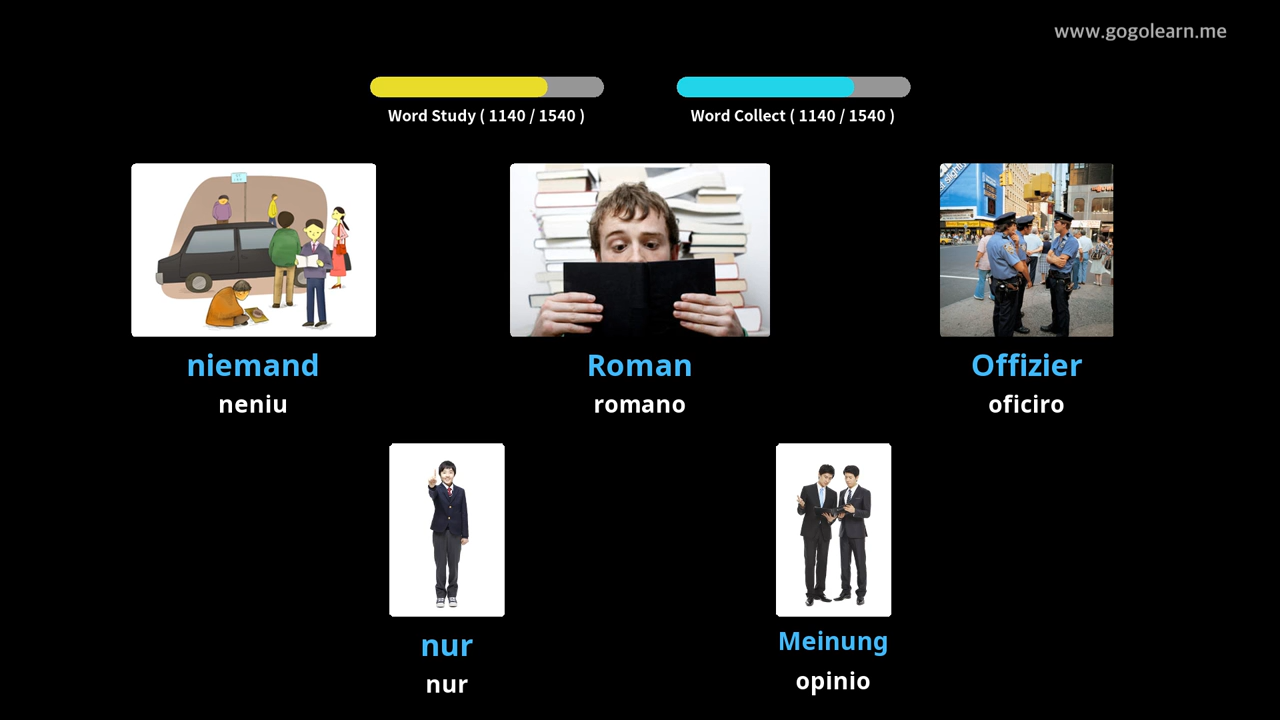 www.gogolearn.me
Word Study ( 1140 / 1540 )
Word Collect ( 1140 / 1540 )
niemand
neniu
Roman
romano
Offizier
oficiro
nur
nur
Meinung
opinio